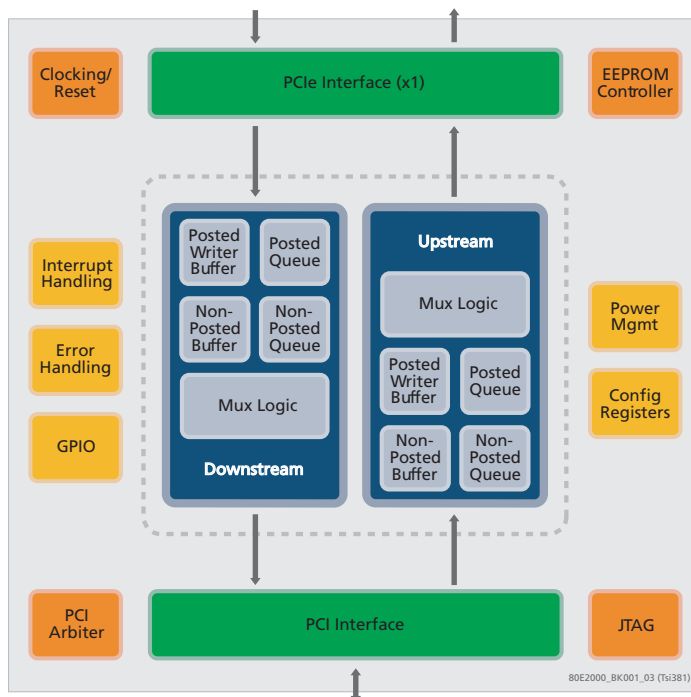 Clocking/
Reset
PCIe Interface (x1)
EEPROM
Controller
Interrupt
Handling
Error
Handling
GPIO
Posted
Writer
Buffer
Posted
Queue
Non-
Posted
Buffer
Non-
Posted
Queue
Mux Logic
Downstream
Upstream
Mux Logic
Posted
Writer
Buffer
Posted
Queue
Non-
Posted
Buffer
Non-
Posted
Queue
Power
Mgmt
Config
Registers
PCI
Arbiter
PCI Interface
JTAG
80E2000_BK001_03 (Tsi381)